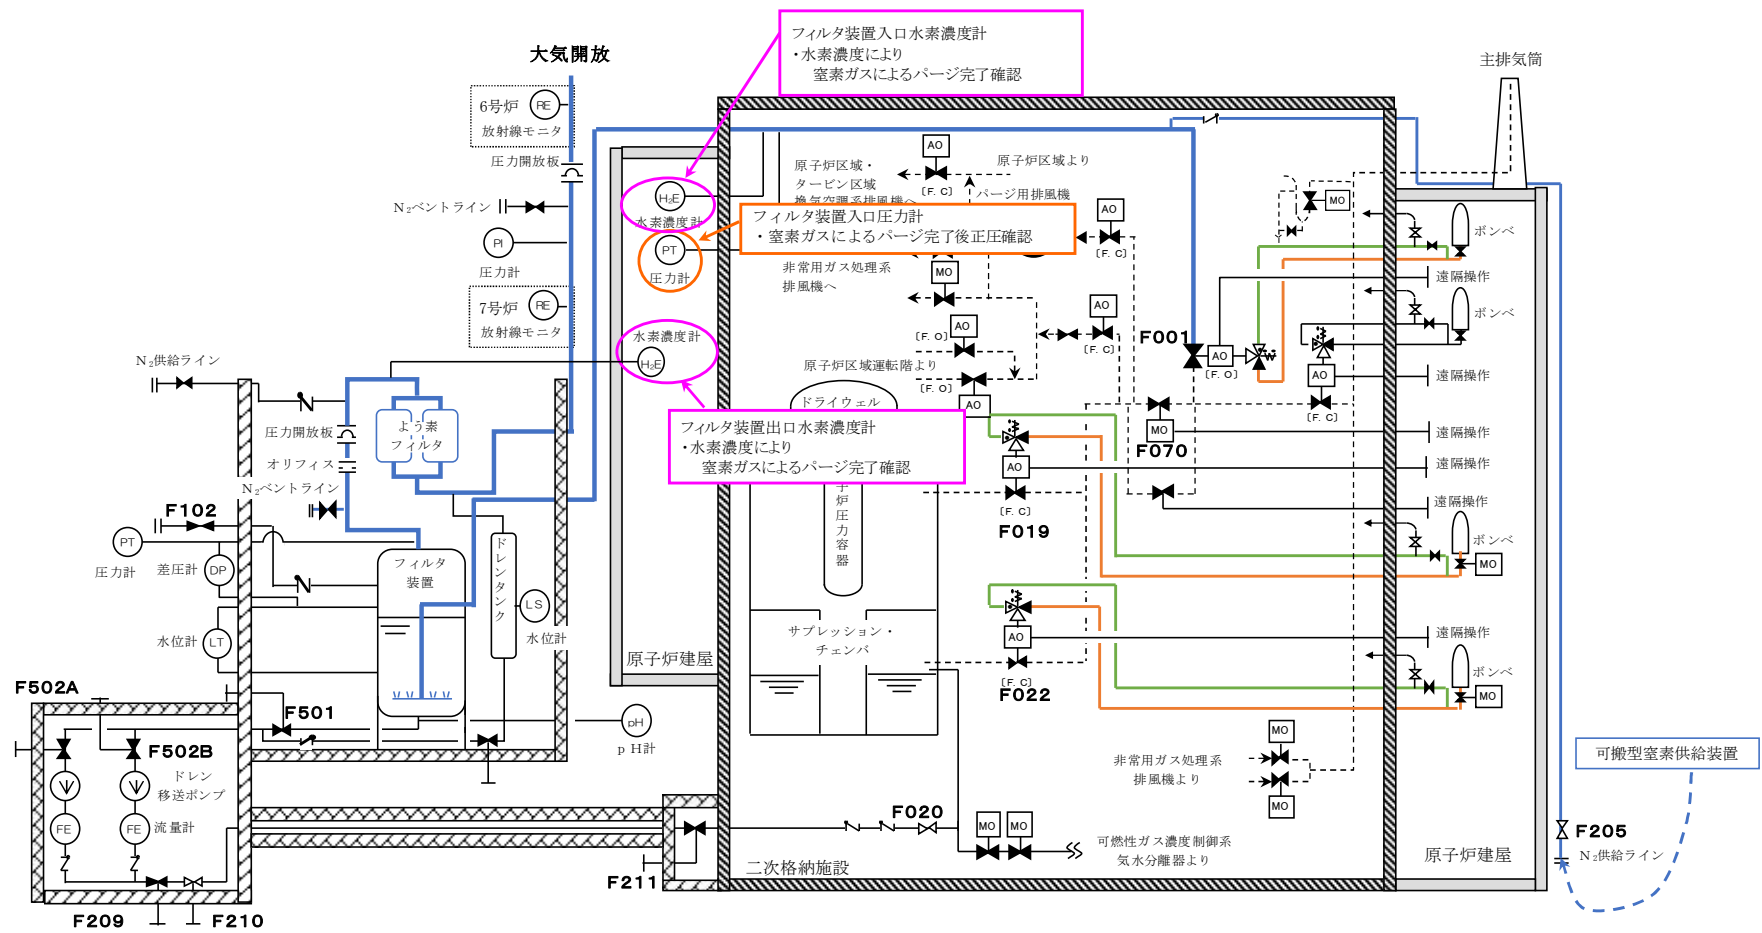 フィルタ装置入口水素濃度計
・水素濃度により
窒素ガスによるパージ完了確認
主排気筒
大気開放
6号炉
RE
放射線モニタ
圧力開放板
N₂ベントライン
PI
圧力計
7号炉
RE
放射線モニタ
H₂E
水素濃度計
PT
圧力計
フィルタ装置入口圧力計
・窒素ガスによるパージ完了後正圧確認
水素濃度計
H₂E
原子炉区域・
タービン区域
換気空調系排風機へ
AO
[F. C]
原子炉区域より
パージ用排風機
AO
[F. C]
非常用ガス処理系
排風機へ
MO
AO
[F. O]
AO
[F. C]
原子炉区域運転階より
[F. O]
AO
ドライウェル
F001
AO
[F. O]
MO
ボンベ
遠隔操作
ボンベ
AO
[F. C]
遠隔操作
MO
F070
遠隔操作
遠隔操作
遠隔操作
ボンベ
MO
フィルタ装置出口水素濃度計
・水素濃度により
窒素ガスによるパージ完了確認
AO
[F. C]
F019
子
炉
圧
力
容
器
サプレッション・
チェンバ
AO
[F. C]
F022
遠隔操作
ボンベ
MO
N₂供給ライン
圧力開放板
オリフィス
N₂ベントライン
よう素
フィルタ
F102
PT
圧力計
差圧計
DP
フィルタ
装置
ドレンタンク
LS
水位計
水位計
LT
原子炉建屋
F502A
F501
F502B
pH
pH計
ドレン
移送ポンプ
FE
FE
流量計
F209
F210
F211
F020
MO
MO
二次格納施設
可燃性ガス濃度制御系
気水分離器より
MO
非常用ガス処理系
排風機より
MO
可搬型窒素供給装置
F205
N₂供給ライン
原子炉建屋